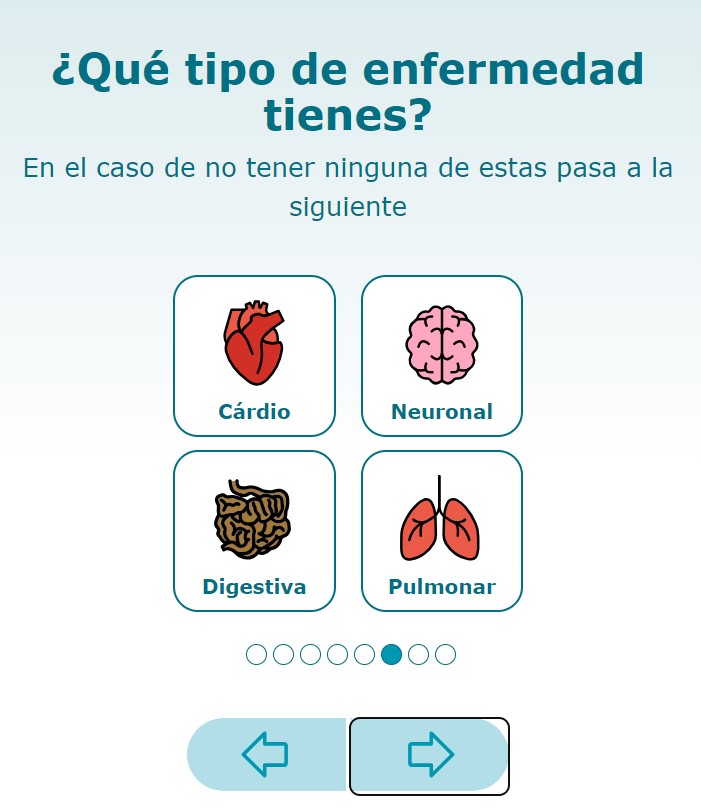 ¿Qué tipo de enfermedad
tienes?
En el caso de no tener ninguna de estas pasa a la
siguiente
Cárdio
Neuronal
Digestiva
Pulmonar